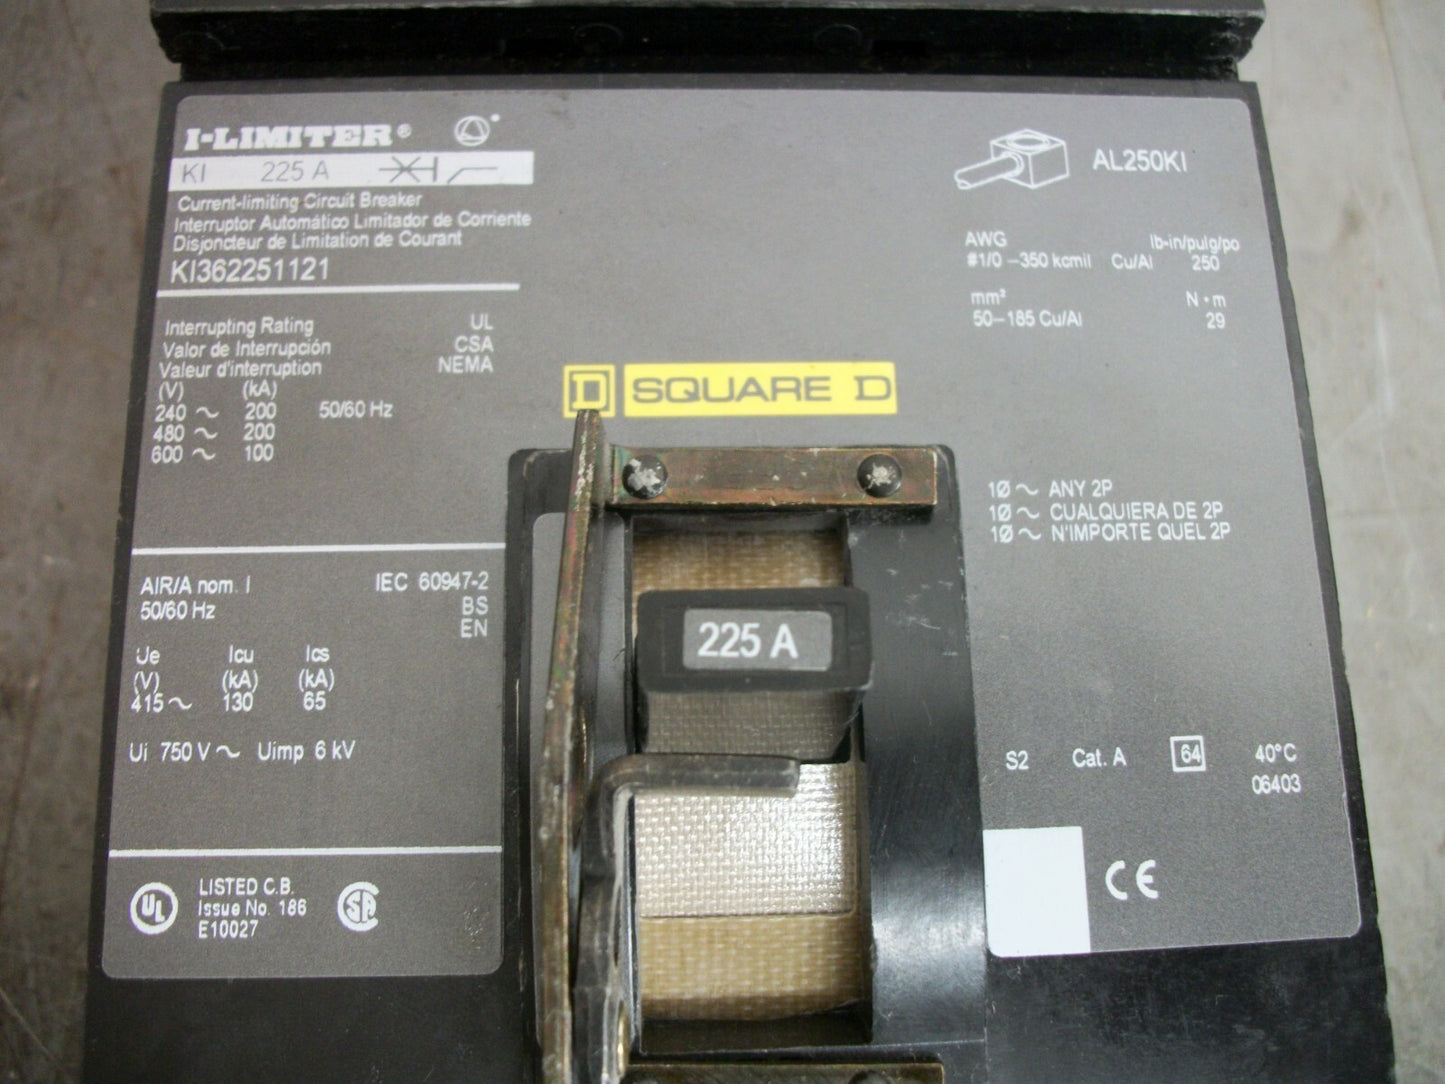 I-LIMITER®
KI 225 A
Current-limiting Circuit Breaker
Interruptor Automático Limitador de Corriente
Disjoncteur de Limitation de Courant
KI362251121
Interrupting Rating UL
Valor de Interrupción CSA
Valeur d'interruption NEMA
(V) (kA)
240 ~ 200 50/60 Hz
480 ~ 200
600 ~ 100
AIR/A nom. I IEC 60947-2
50/60 Hz BS
EN
Ue Icu Ics
(V) (kA) (kA)
415 ~ 130 65
Ui 750 V ~ Uimp 6 kV
UL
LISTED C.B.
Issue No. 186
E10027
SA
D SQUARE D
225 A
AL250KI
AWG lb-in/pulg/po
#1/0 –350 kcmil Cu/Al 250
mm² N·m
50–185 Cu/Al 29
1Ø ~ ANY 2P
1Ø ~ CUALQUIERA DE 2P
1Ø ~ N'IMPORTE QUEL 2P
S2 Cat. A 64 40°C
06403
CE